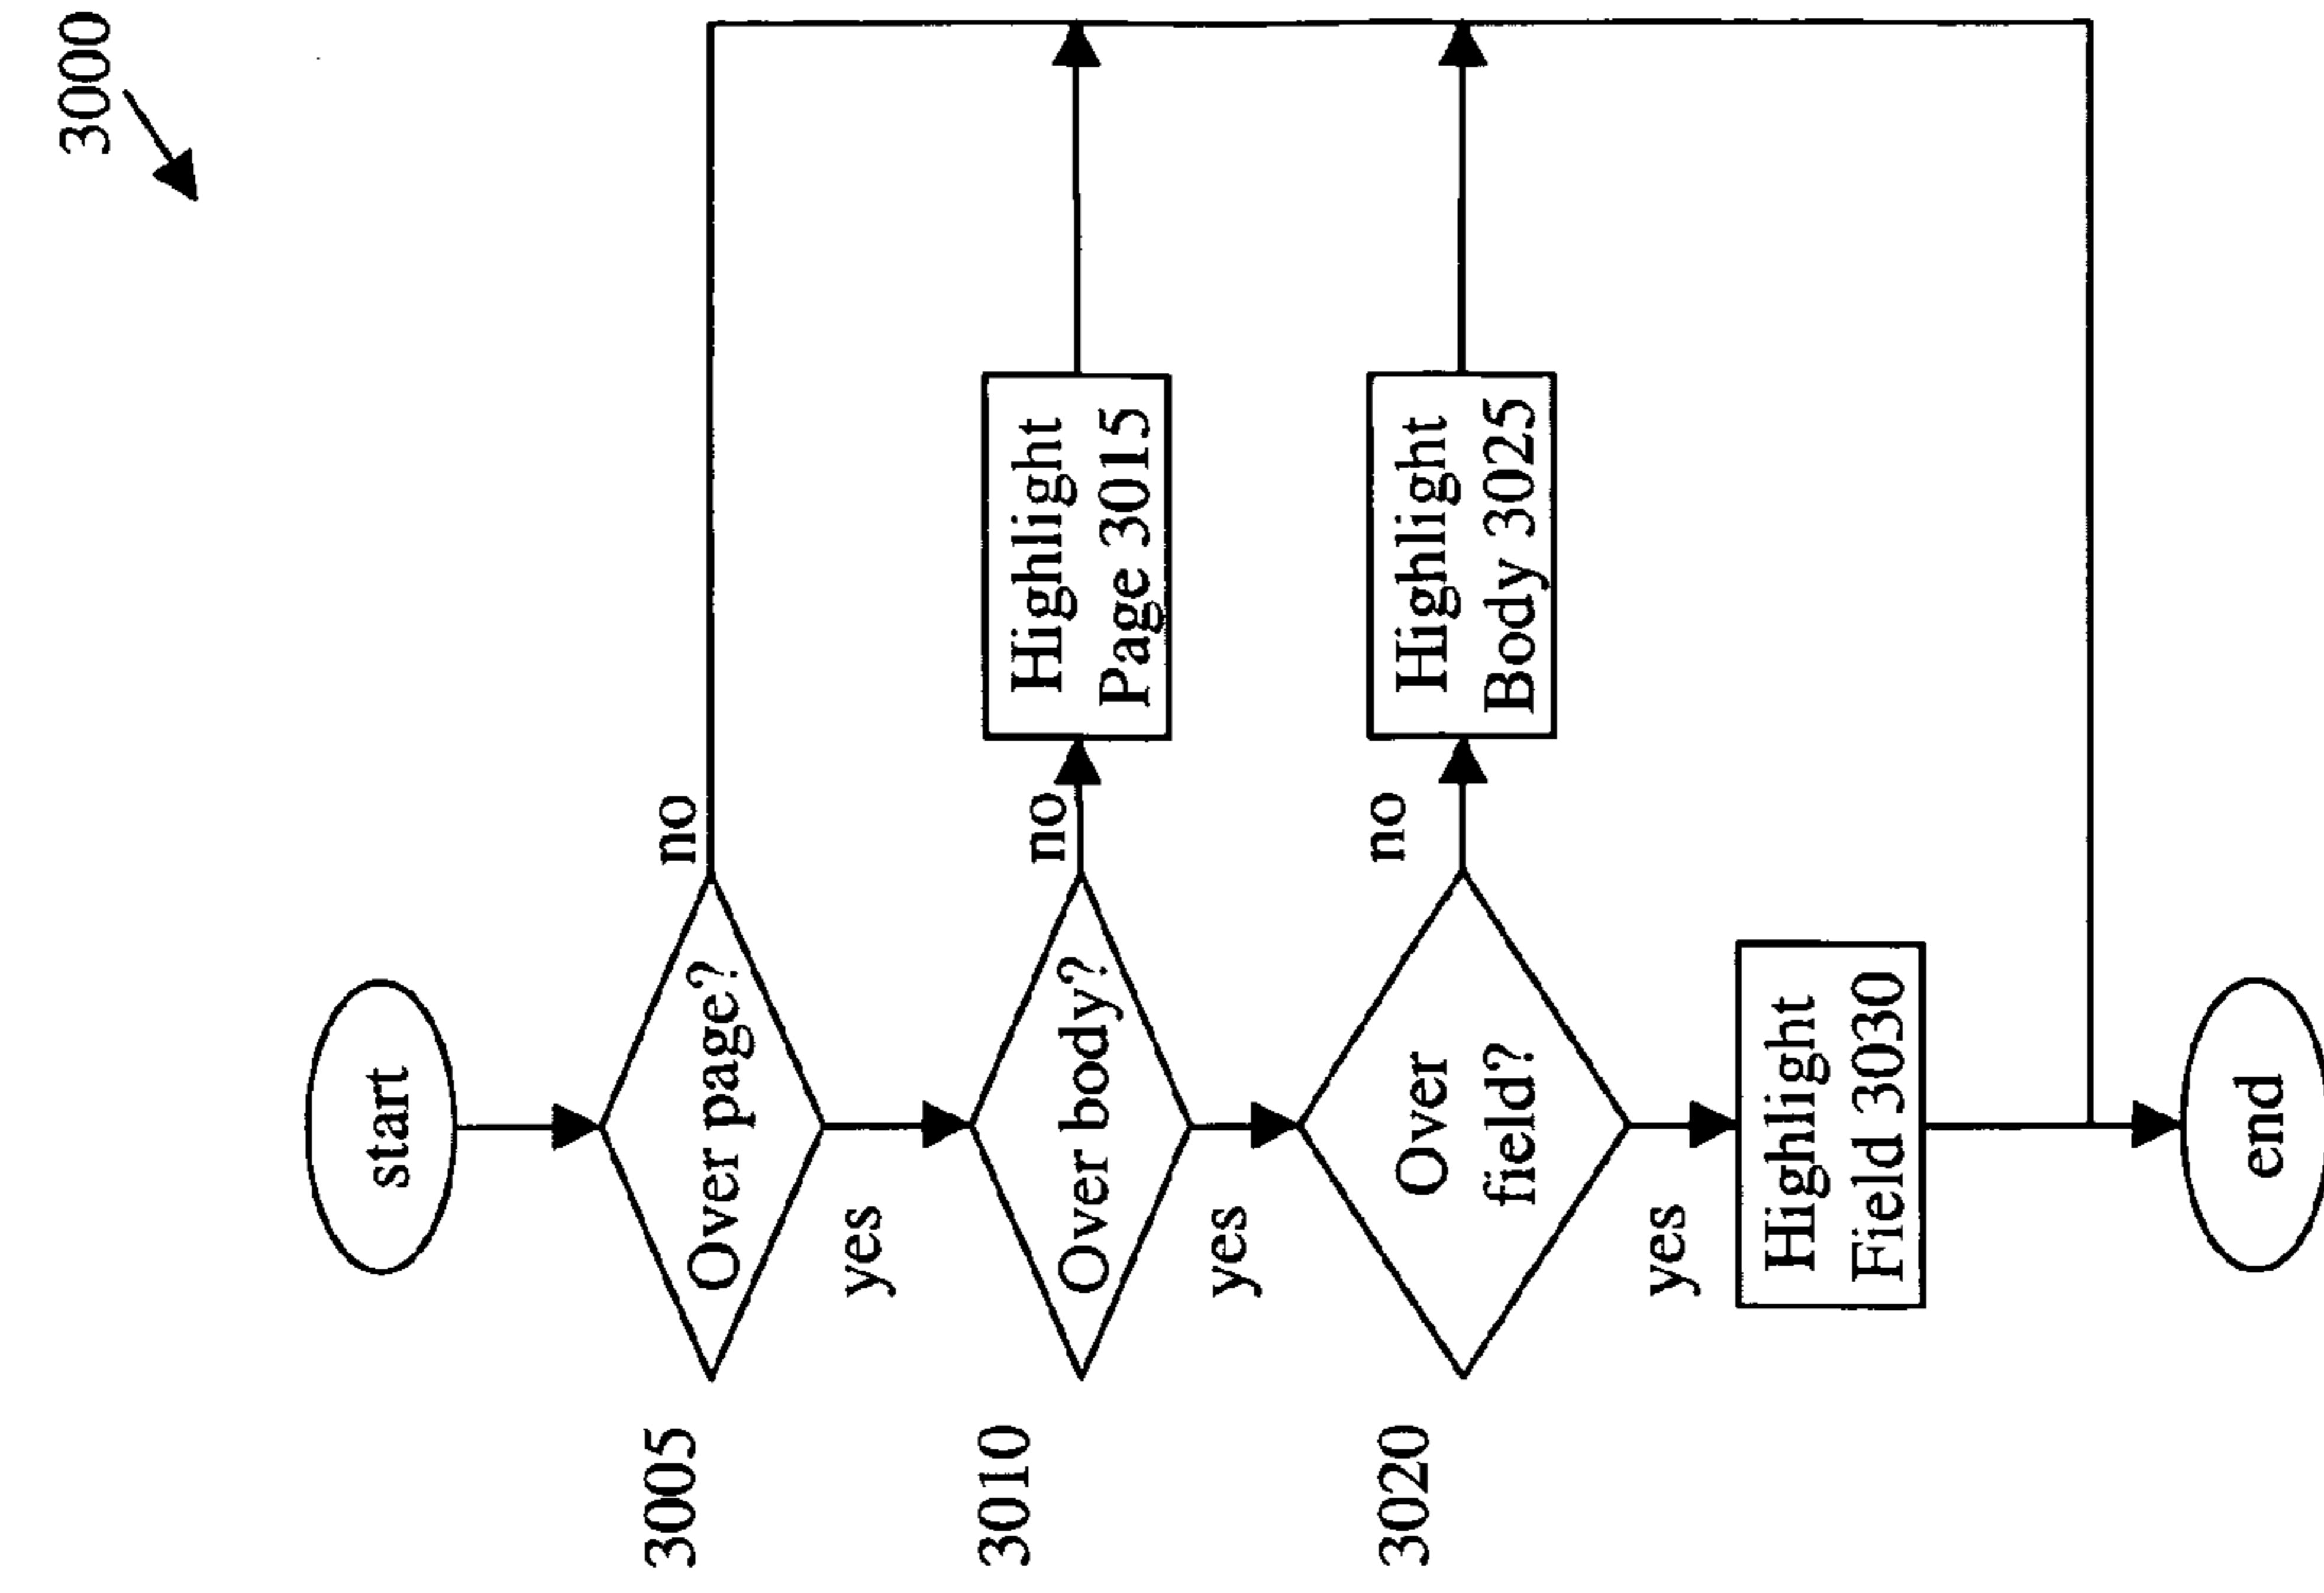 3000
start
3005
Over page?
no
yes
3010
Over body?
no
Highlight
Page 3015
yes
3020
Over
field?
no
Highlight
Body 3025
yes
Highlight
Field 3030
end